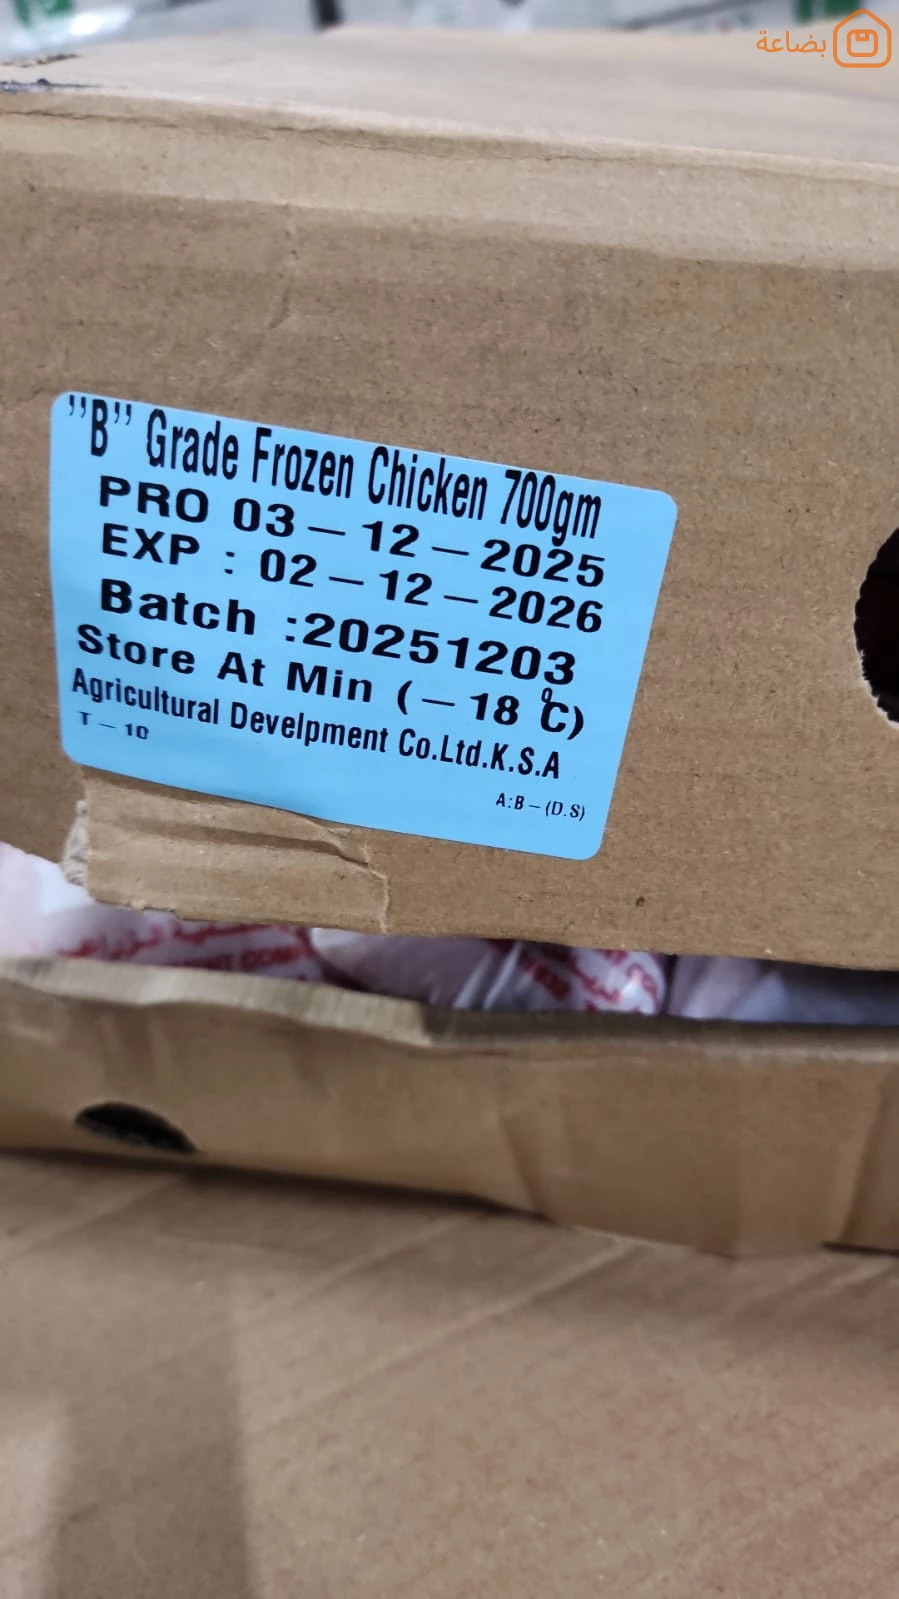 بضاعة
"B" Grade Frozen Chicken 700gm
PRO 03 - 12 - 2025
EXP : 02 - 12 - 2026
Batch :20251203
Store At Min ( - 18 °C)
Agricultural Develpment Co.Ltd.K.S.A
T - 10
A:B - (D.S)